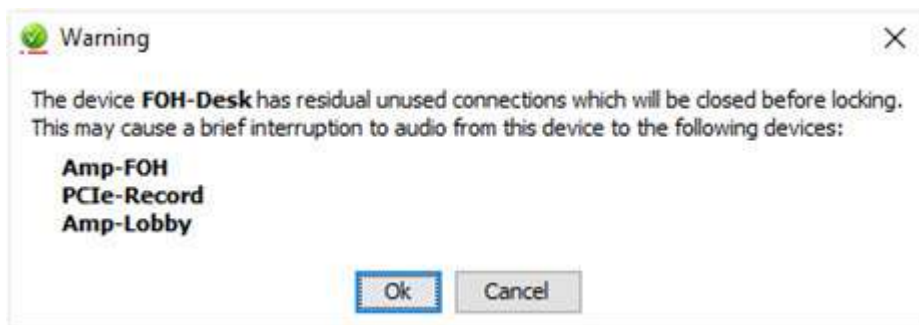 Warning
The device FOH-Desk has residual unused connections which will be closed before locking.
This may cause a brief interruption to audio from this device to the following devices:
Amp-FOH
PCIe-Record
Amp-Lobby
Ok Cancel